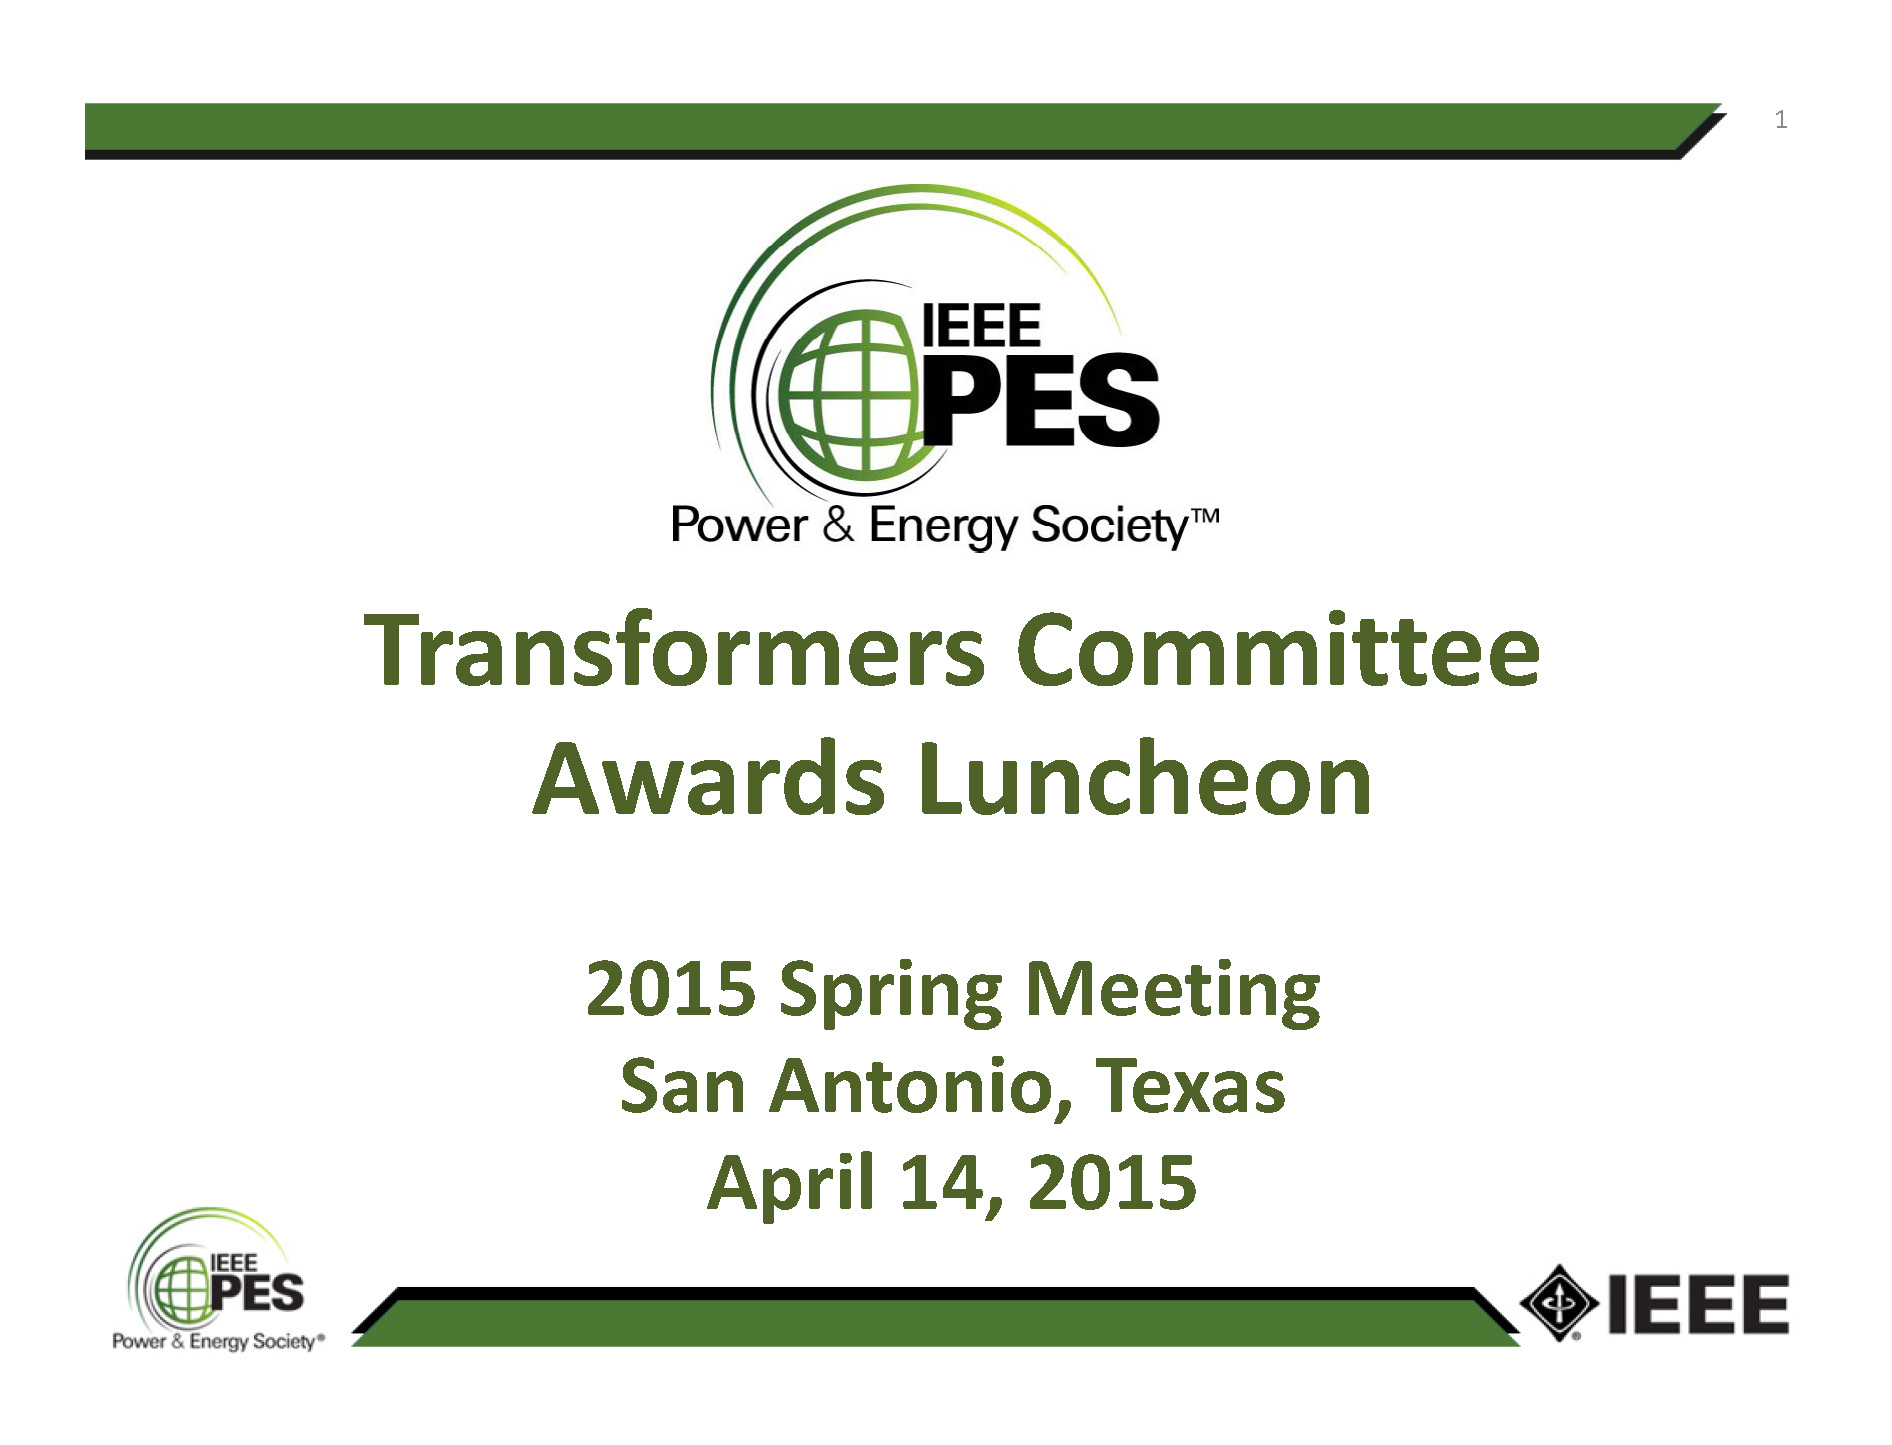 1
IEEE
PES
Power & Energy Society™
Transformers Committee
Awards Luncheon
2015 Spring Meeting
San Antonio, Texas
April 14, 2015
IEEE
PES
Power & Energy Society®
IEEE